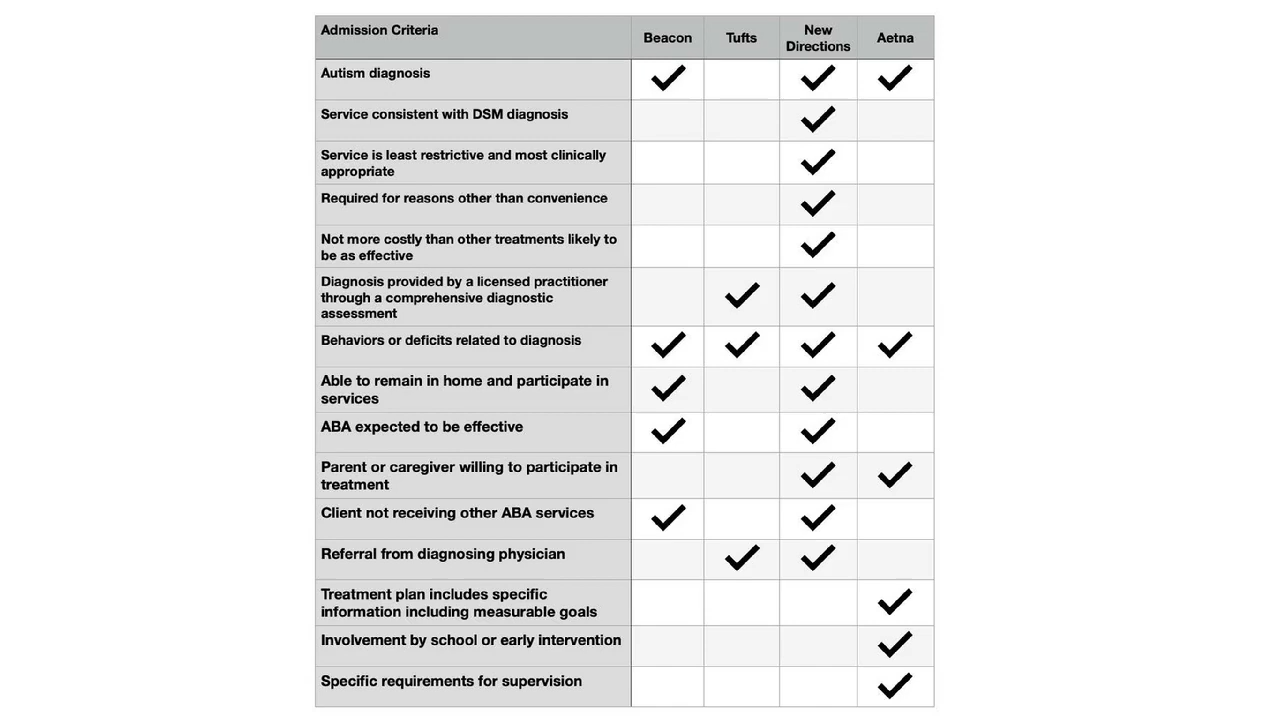 Admission Criteria
Beacon
Tufts
New
Directions
Aetna
Autism diagnosis
Service consistent with DSM diagnosis
Service is least restrictive and most clinically
appropriate
Required for reasons other than convenience
Not more costly than other treatments likely to
be as effective
Diagnosis provided by a licensed practitioner
through a comprehensive diagnostic
assessment
Behaviors or deficits related to diagnosis
Able to remain in home and participate in
services
ABA expected to be effective
Parent or caregiver willing to participate in
treatment
Client not receiving other ABA services
Referral from diagnosing physician
Treatment plan includes specific
information including measurable goals
Involvement by school or early intervention
Specific requirements for supervision